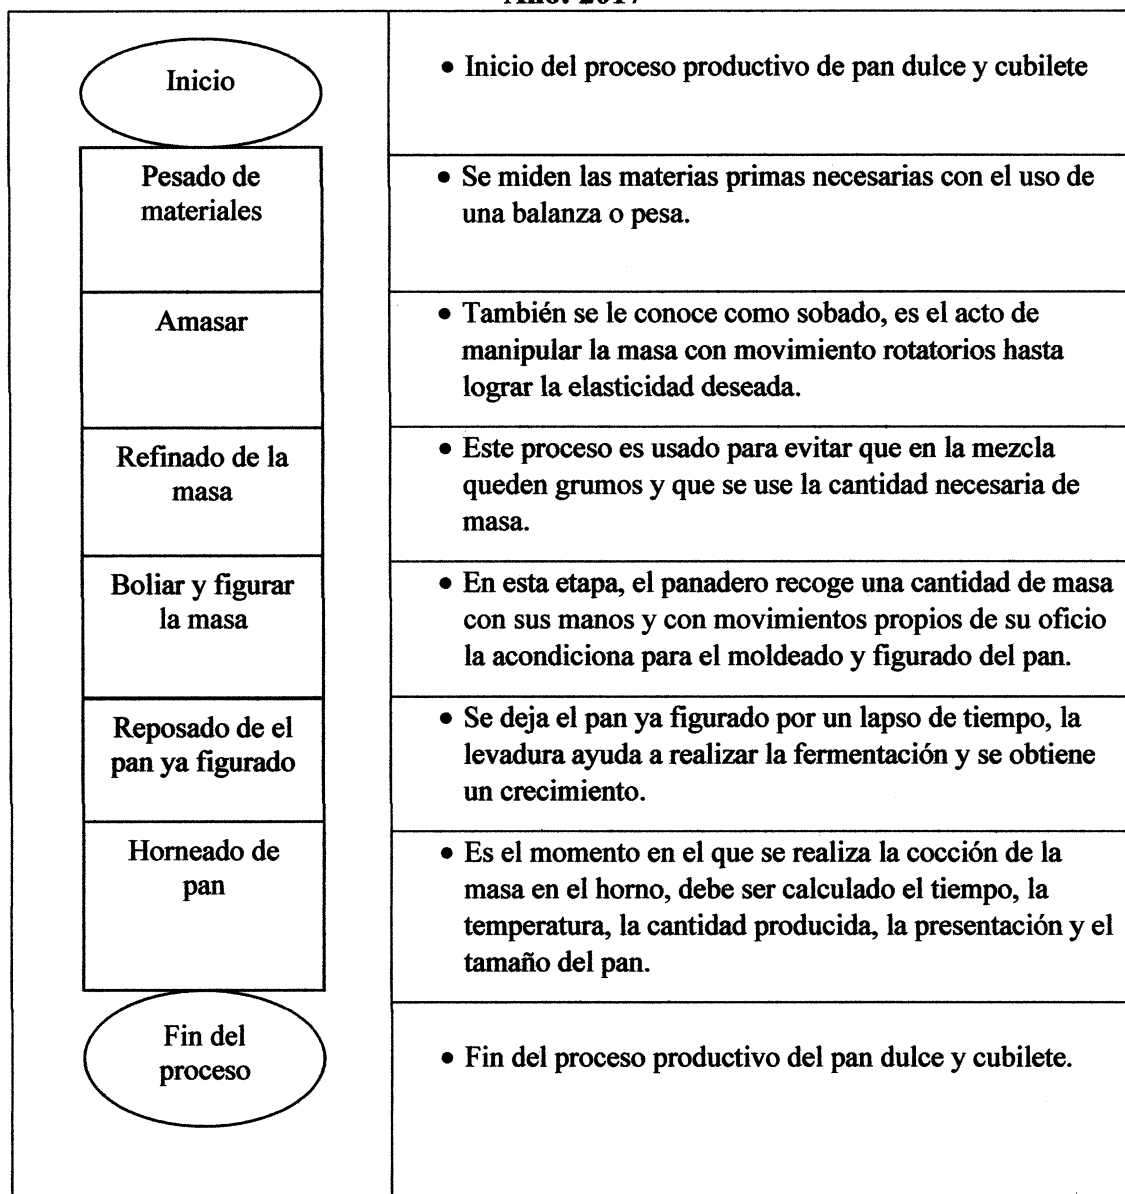 Año: 2017
Inicio
• Inicio del proceso productivo de pan dulce y cubilete
Pesado de
materiales
• Se miden las materias primas necesarias con el uso de
una balanza o pesa.
Amasar
• También se le conoce como sobado, es el acto de
manipular la masa con movimiento rotatorios hasta
lograr la elasticidad deseada.
Refinado de la
masa
• Este proceso es usado para evitar que en la mezcla
queden grumos y que se use la cantidad necesaria de
masa.
Boliar y figurar
la masa
• En esta etapa, el panadero recoge una cantidad de masa
con sus manos y con movimientos propios de su oficio
la acondiciona para el moldeado y figurado del pan.
Reposado de el
pan ya figurado
• Se deja el pan ya figurado por un lapso de tiempo, la
levadura ayuda a realizar la fermentación y se obtiene
un crecimiento.
Horneado de
pan
• Es el momento en el que se realiza la cocción de la
masa en el horno, debe ser calculado el tiempo, la
temperatura, la cantidad producida, la presentación y el
tamaño del pan.
Fin del
proceso
• Fin del proceso productivo del pan dulce y cubilete.